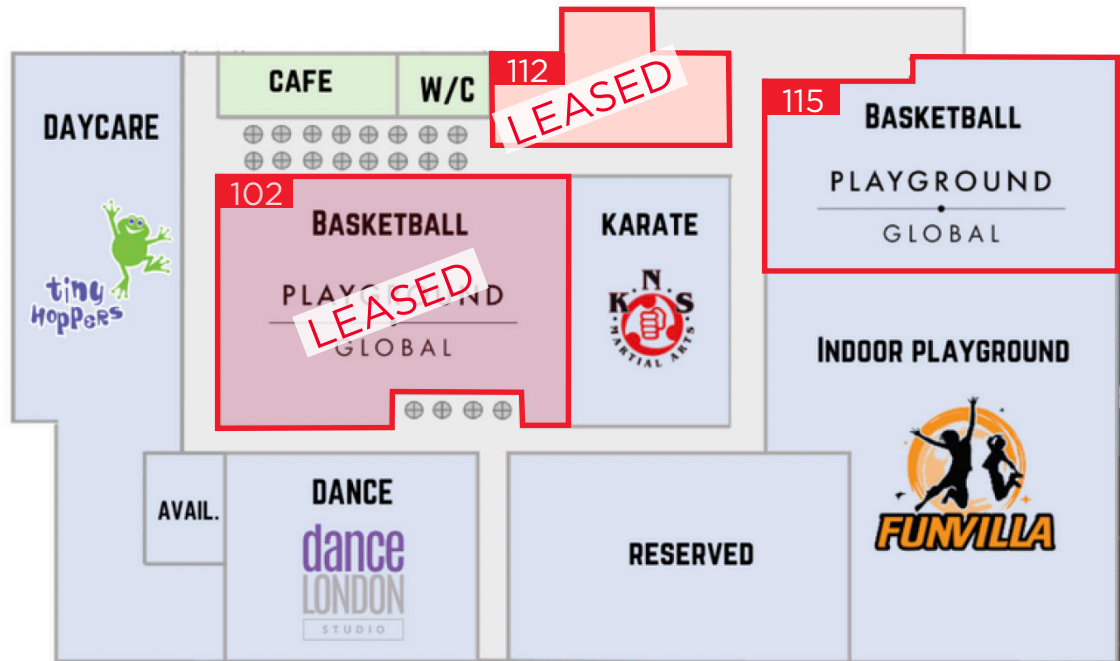 DAYCARE
tiny
HOPPERS
CAFE
W/C
112
LEASED
115
BASKETBALL
PLAYGROUND
GLOBAL
102
BASKETBALL
PLAYGROUND
GLOBAL
LEASED
KARATE
K N S
MARTIAL ARTS
INDOOR PLAYGROUND
FUNVILLA
AVAIL.
DANCE
dance
LONDON
STUDIO
RESERVED